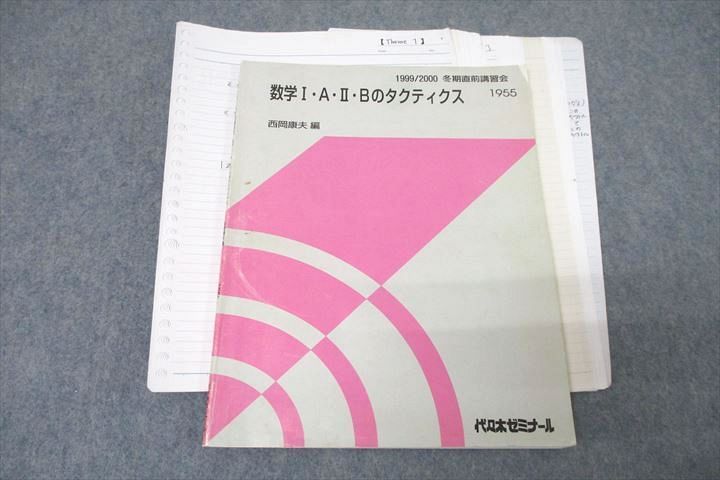 【Theme 1】
1999/2000 冬期直前講習会
数学Ⅰ・A・Ⅱ・Bのタクティクス 1955
西岡康夫 編
代々木ゼミナール